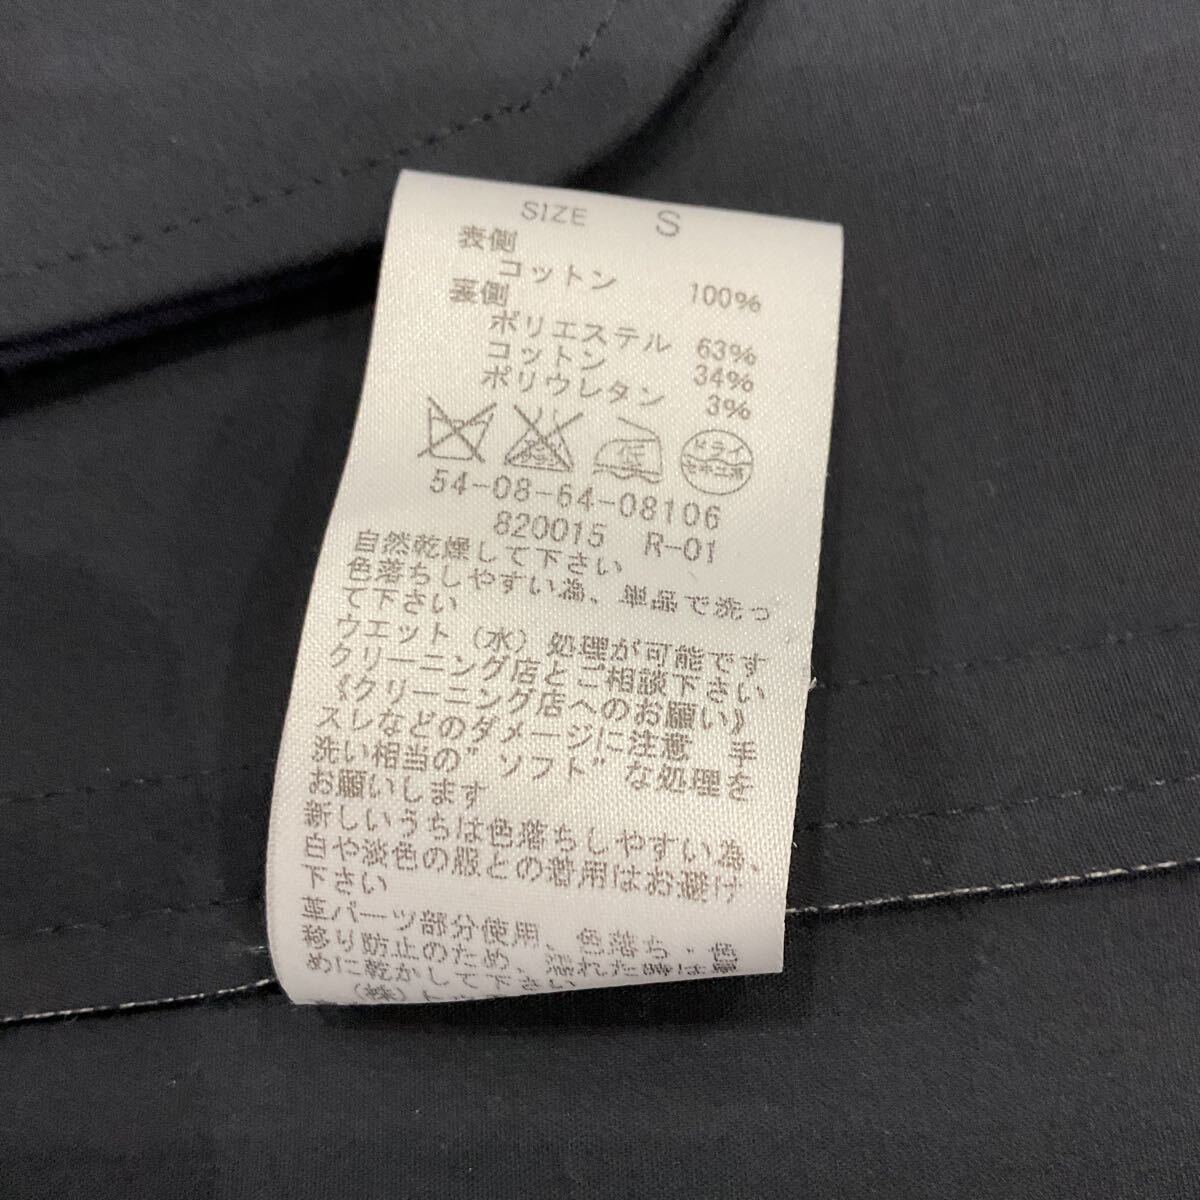 SIZE S
表側
コットン 100%
裏側
ポリエステル 63%
コットン 34%
ポリウレタン 3%
低 ドライ
54-08-64-08106
820015 R-01
自然乾燥して下さい
色落ちしやすい為、単品で洗っ
て下さい
ウエット(水)処理が可能です
クリーニング店とご相談下さい
《クリーニング店へのお願い》
スレなどのダメージに注意 手
洗い相当の"ソフト"な処理を
お願いします
新しいうちは色落ちしやすい為、
白や淡色の服との着用はお避け
下さい
革パーツ部分使用、色落ち・色
移り防止のため、濡れた時は
めに乾かして下さい
(株)